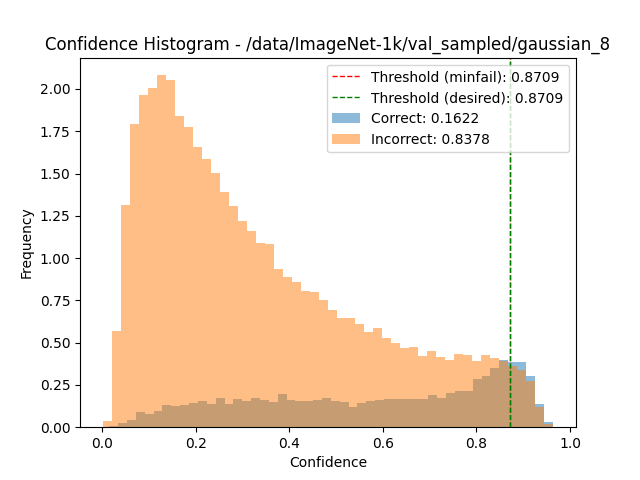 Confidence Histogram - /data/ImageNet-1k/val_sampled/gaussian_8
Threshold (minfail): 0.8709
Threshold (desired): 0.8709
Correct: 0.1622
Incorrect: 0.8378
2.00
1.75
1.50
1.25
1.00
0.75
0.50
0.25
0.00
Frequency
0.0 0.2 0.4 0.6 0.8 1.0
Confidence